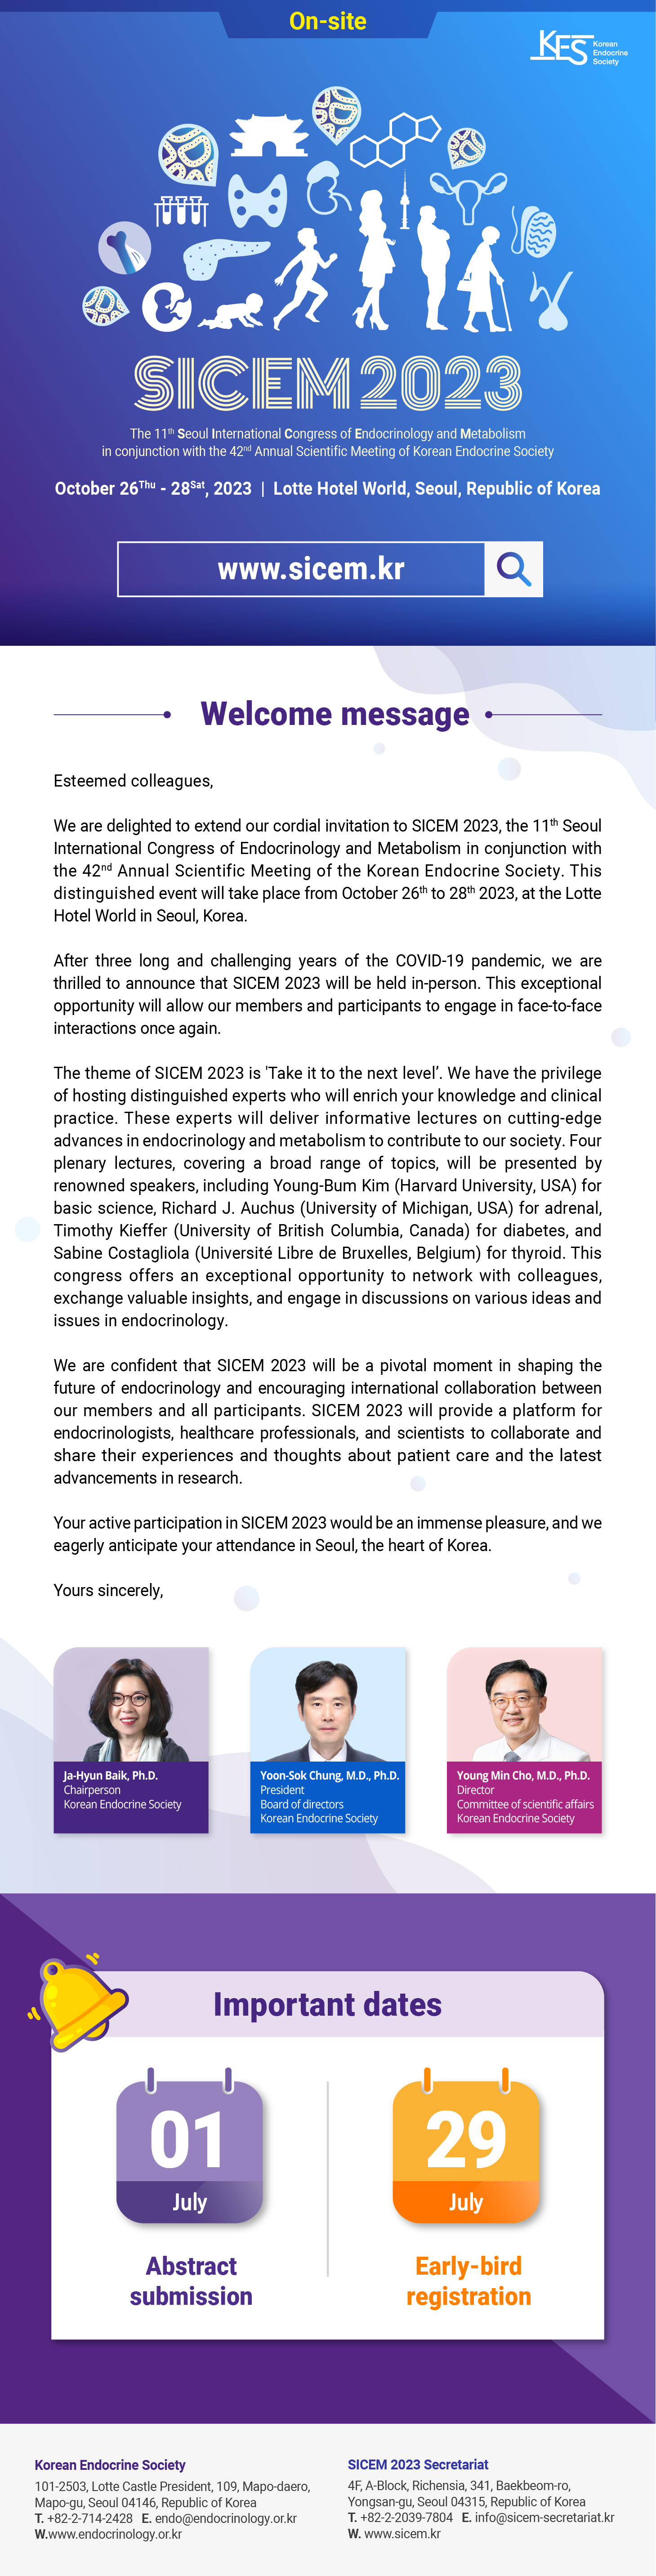 On-site
KES Korean
Endocrine
Society
SICEM 2023
The 11th Seoul International Congress of Endocrinology and Metabolism
in conjunction with the 42nd Annual Scientific Meeting of Korean Endocrine Society
October 26Thu - 28Sat, 2023 | Lotte Hotel World, Seoul, Republic of Korea
www.sicem.kr
Welcome message
Esteemed colleagues,
We are delighted to extend our cordial invitation to SICEM 2023, the 11th Seoul
International Congress of Endocrinology and Metabolism in conjunction with
the 42nd Annual Scientific Meeting of the Korean Endocrine Society. This
distinguished event will take place from October 26th to 28th 2023, at the Lotte
Hotel World in Seoul, Korea.
After three long and challenging years of the COVID-19 pandemic, we are
thrilled to announce that SICEM 2023 will be held in-person. This exceptional
opportunity will allow our members and participants to engage in face-to-face
interactions once again.
The theme of SICEM 2023 is 'Take it to the next level’. We have the privilege
of hosting distinguished experts who will enrich your knowledge and clinical
practice. These experts will deliver informative lectures on cutting-edge
advances in endocrinology and metabolism to contribute to our society. Four
plenary lectures, covering a broad range of topics, will be presented by
renowned speakers, including Young-Bum Kim (Harvard University, USA) for
basic science, Richard J. Auchus (University of Michigan, USA) for adrenal,
Timothy Kieffer (University of British Columbia, Canada) for diabetes, and
Sabine Costagliola (Université Libre de Bruxelles, Belgium) for thyroid. This
congress offers an exceptional opportunity to network with colleagues,
exchange valuable insights, and engage in discussions on various ideas and
issues in endocrinology.
We are confident that SICEM 2023 will be a pivotal moment in shaping the
future of endocrinology and encouraging international collaboration between
our members and all participants. SICEM 2023 will provide a platform for
endocrinologists, healthcare professionals, and scientists to collaborate and
share their experiences and thoughts about patient care and the latest
advancements in research.
Your active participation in SICEM 2023 would be an immense pleasure, and we
eagerly anticipate your attendance in Seoul, the heart of Korea.
Yours sincerely,
Ja-Hyun Baik, Ph.D.
Chairperson
Korean Endocrine Society
Yoon-Sok Chung, M.D., Ph.D.
President
Board of directors
Korean Endocrine Society
Young Min Cho, M.D., Ph.D.
Director
Committee of scientific affairs
Korean Endocrine Society
Important dates
01
July
Abstract
submission
29
July
Early-bird
registration
Korean Endocrine Society
101-2503, Lotte Castle President, 109, Mapo-daero,
Mapo-gu, Seoul 04146, Republic of Korea
T. +82-2-714-2428 E. endo@endocrinology.or.kr
W.www.endocrinology.or.kr
SICEM 2023 Secretariat
4F, A-Block, Richensia, 341, Baekbeom-ro,
Yongsan-gu, Seoul 04315, Republic of Korea
T. +82-2-2039-7804 E. info@sicem-secretariat.kr
W. www.sicem.kr